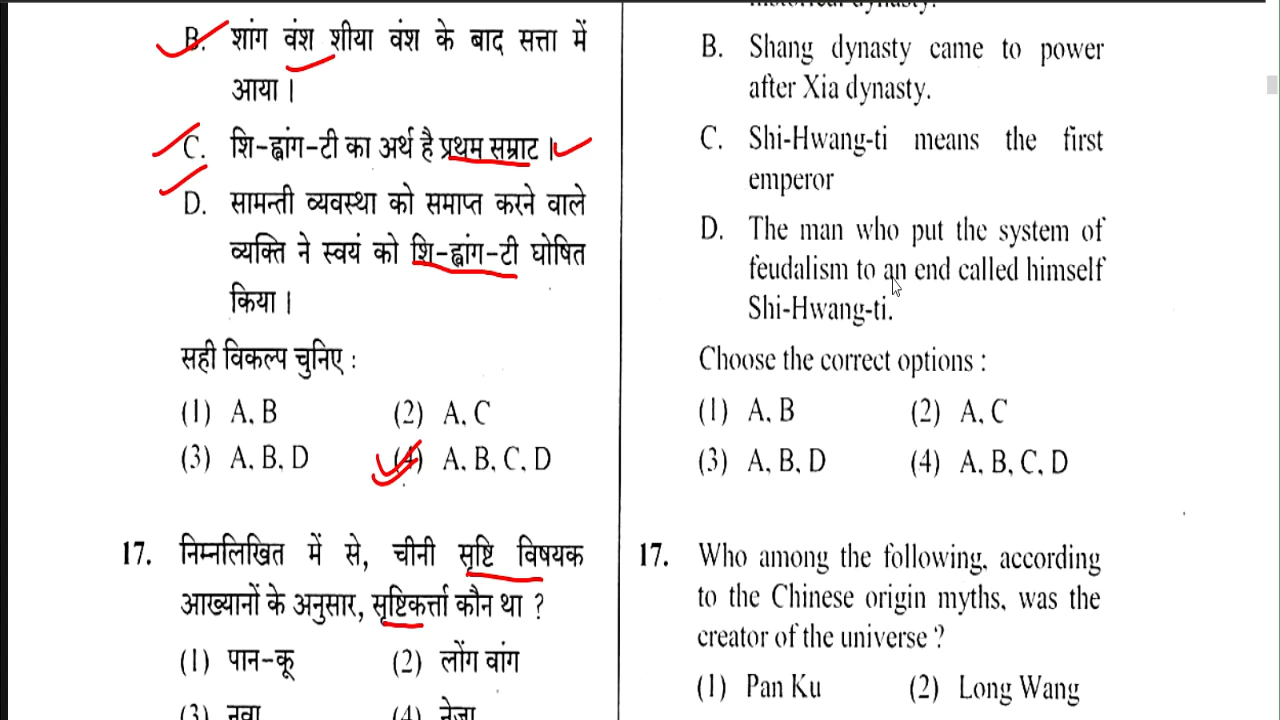 B. शांग वंश शीया वंश के बाद सत्ता में
आया ।
C. शि-ह्वांग-टी का अर्थ है प्रथम सम्राट ।
D. सामन्ती व्यवस्था को समाप्त करने वाले
व्यक्ति ने स्वयं को शि-ह्वांग-टी घोषित
किया ।
सही विकल्प चुनिए :
(1) A, B (2) A, C
(3) A, B, D (4) A, B, C, D
17. निम्नलिखित में से, चीनी सृष्टि विषयक
आख्यानों के अनुसार, सृष्टिकर्त्ता कौन था ?
(1) पान-कू (2) लोंग वांग
(3) नुवा (4) नेज़ा
historical dynasty.
B. Shang dynasty came to power
after Xia dynasty.
C. Shi-Hwang-ti means the first
emperor
D. The man who put the system of
feudalism to an end called himself
Shi-Hwang-ti.
Choose the correct options :
(1) A, B (2) A, C
(3) A, B, D (4) A, B, C, D
17. Who among the following, according
to the Chinese origin myths, was the
creator of the universe ?
(1) Pan Ku (2) Long Wang